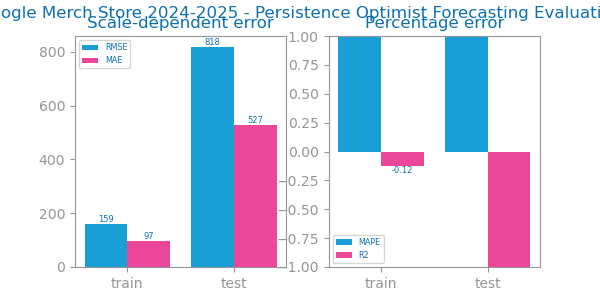 ogle Merch Store 2024-2025 - Persistence Optimist Forecasting Evaluati
Scale-dependent error
Percentage error
800
600
400
200
0
RMSE
MAE
159
97
818
527
train
test
1.00
0.75
0.50
0.25
0.00
0.25
0.50
0.75
1.00
-0.12
MAPE
R2
train
test